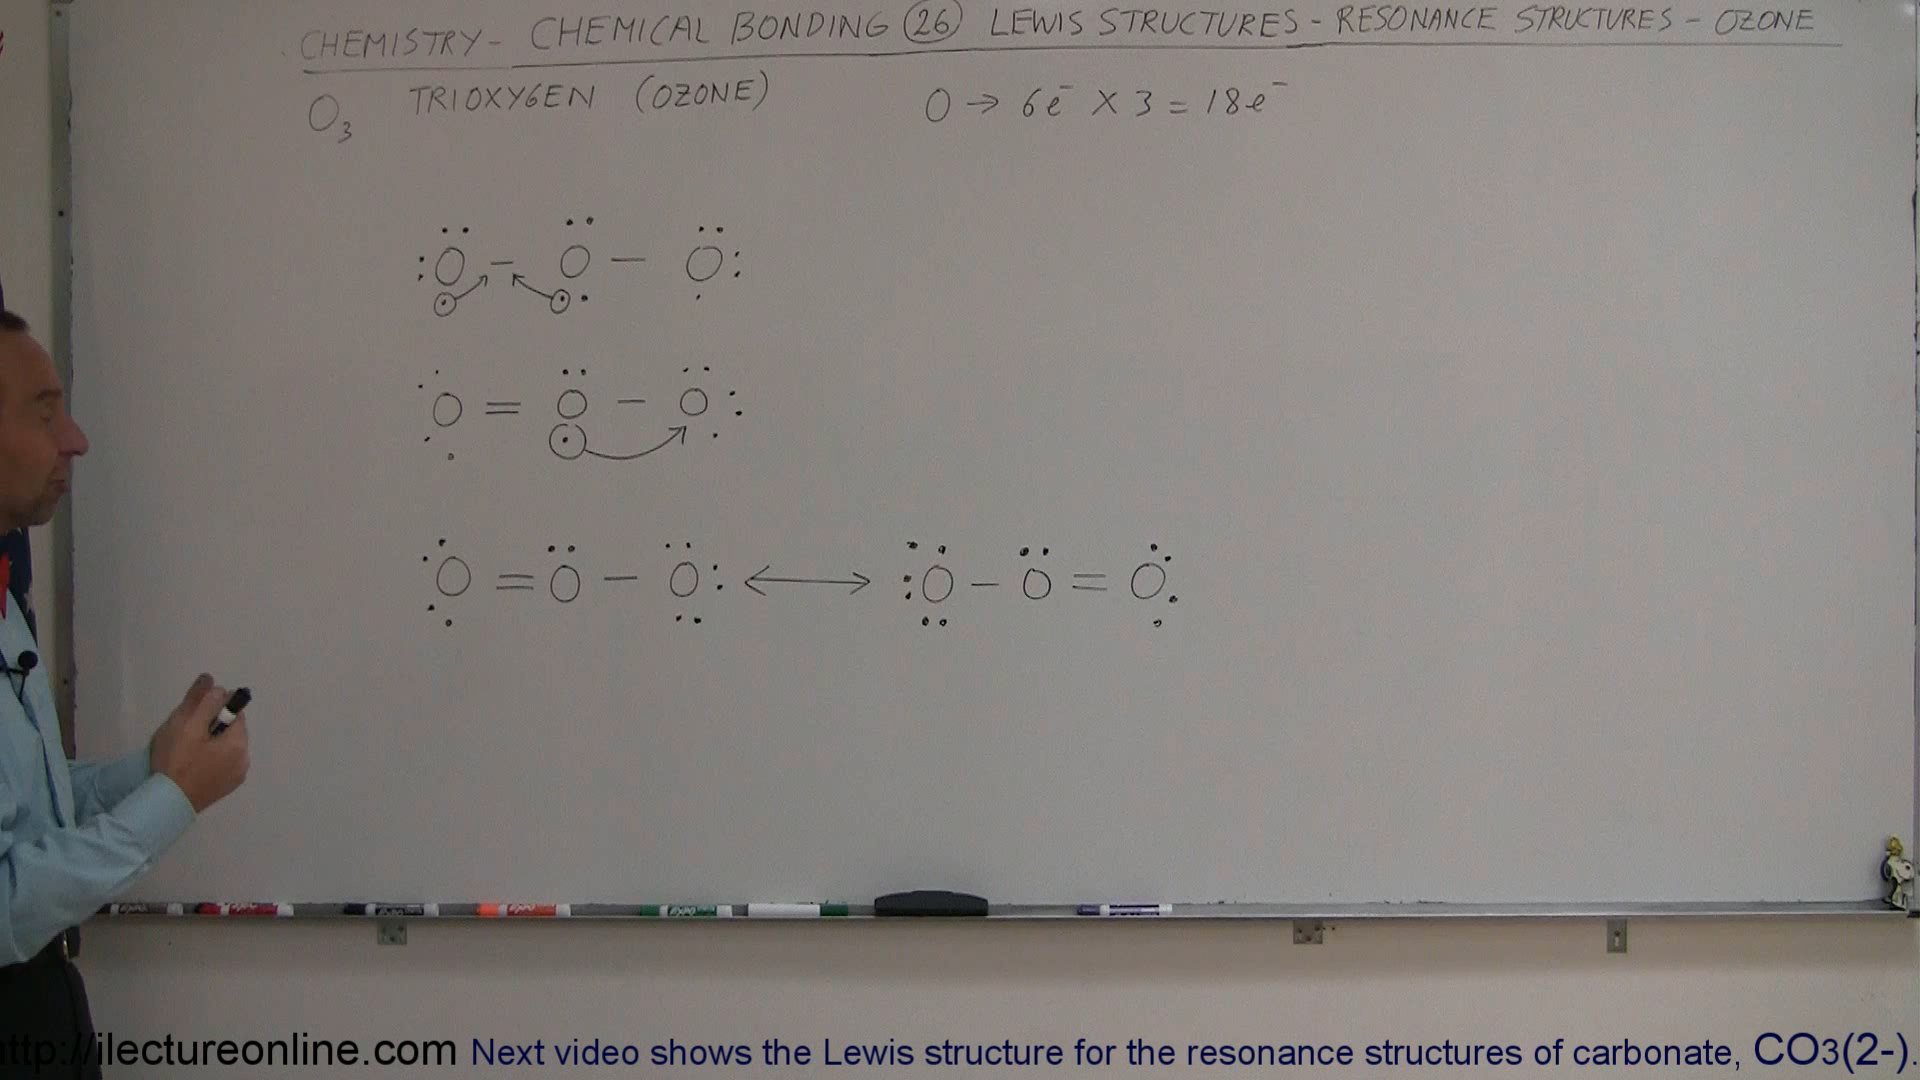 CHEMISTRY - CHEMICAL BONDING 26 LEWIS STRUCTURES - RESONANCE STRUCTURES - OZONE
O3 TRIOXYGEN (OZONE) O → 6e⁻ X 3 = 18e⁻
O - O - O
O = O - O
O = O - O ↔ O - O = O
http://ilectureonline.com Next video shows the Lewis structure for the resonance structures of carbonate, CO3(2-).